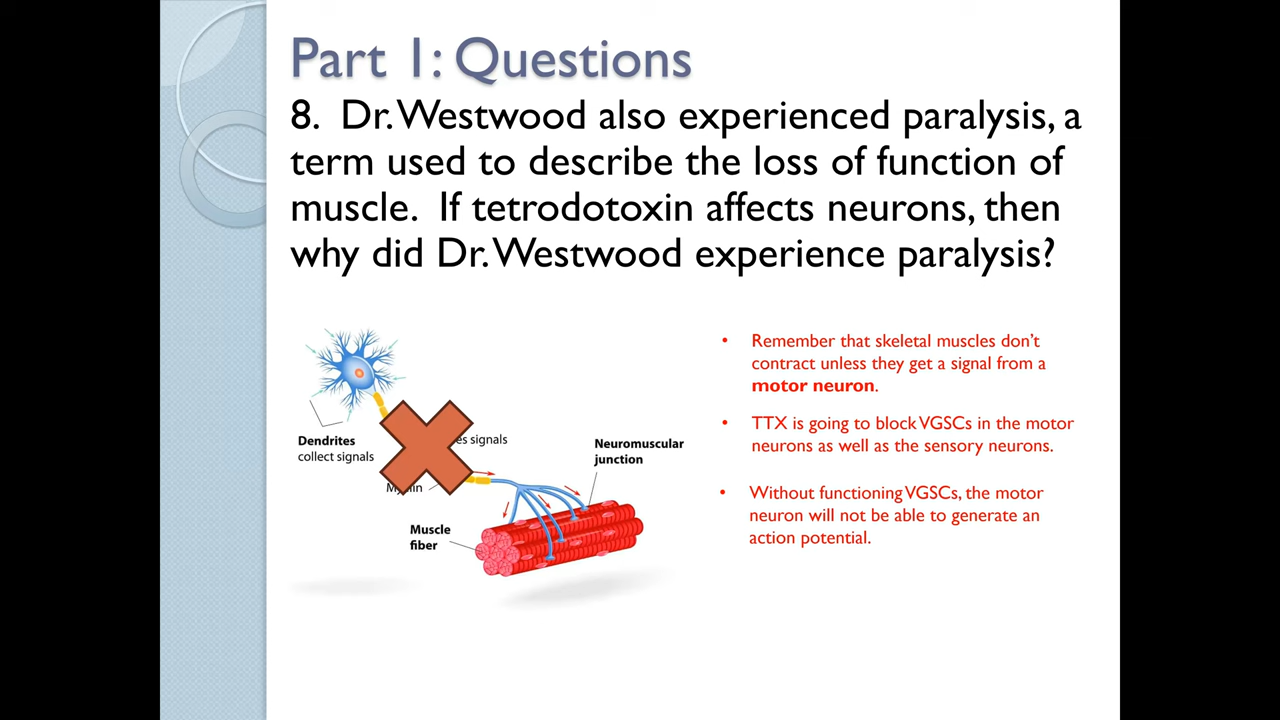 Part 1: Questions
8. Dr. Westwood also experienced paralysis, a
term used to describe the loss of function of
muscle. If tetrodotoxin affects neurons, then
why did Dr. Westwood experience paralysis?
Dendrites
collect signals
es signals
Neuromuscular
junction
Muscle
fiber
• Remember that skeletal muscles don't
contract unless they get a signal from a
motor neuron.
• TTX is going to block VGSCs in the motor
neurons as well as the sensory neurons.
• Without functioning VGSCs, the motor
neuron will not be able to generate an
action potential.